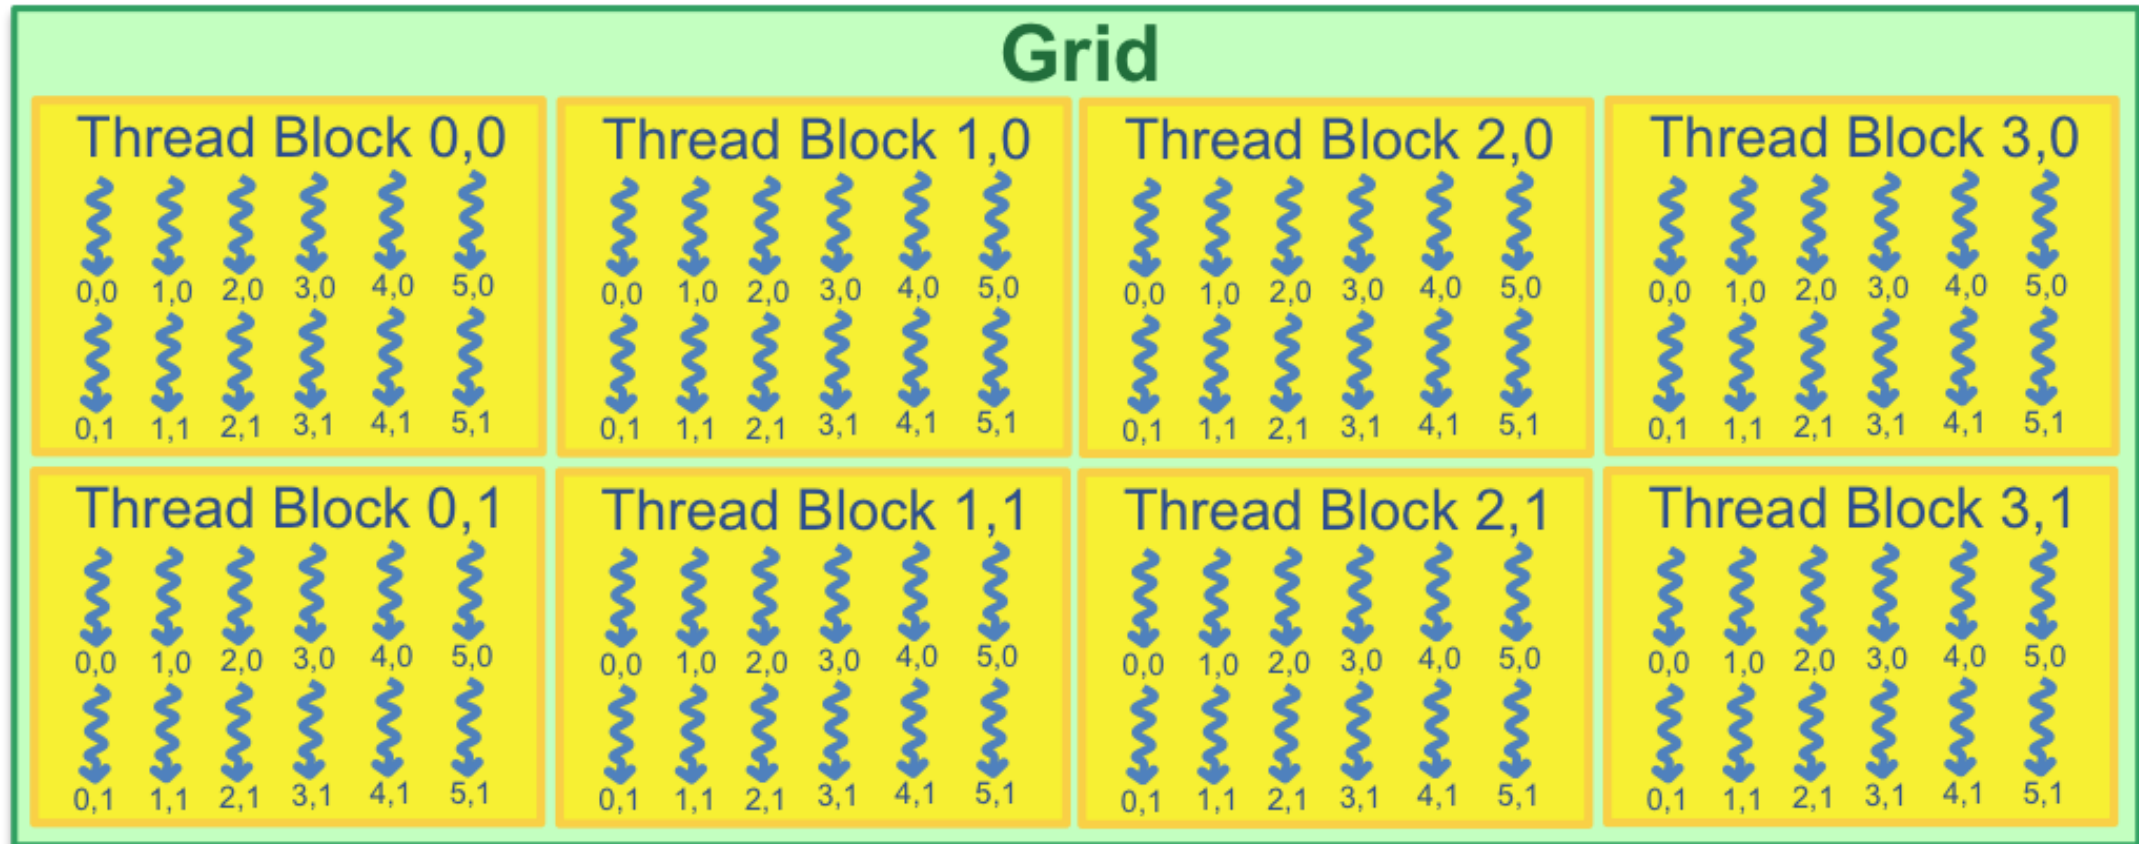 Grid
Thread Block 0,0
0,0 1,0 2,0 3,0 4,0 5,0
0,1 1,1 2,1 3,1 4,1 5,1
Thread Block 1,0
0,0 1,0 2,0 3,0 4,0 5,0
0,1 1,1 2,1 3,1 4,1 5,1
Thread Block 2,0
0,0 1,0 2,0 3,0 4,0 5,0
0,1 1,1 2,1 3,1 4,1 5,1
Thread Block 3,0
0,0 1,0 2,0 3,0 4,0 5,0
0,1 1,1 2,1 3,1 4,1 5,1
Thread Block 0,1
0,0 1,0 2,0 3,0 4,0 5,0
0,1 1,1 2,1 3,1 4,1 5,1
Thread Block 1,1
0,0 1,0 2,0 3,0 4,0 5,0
0,1 1,1 2,1 3,1 4,1 5,1
Thread Block 2,1
0,0 1,0 2,0 3,0 4,0 5,0
0,1 1,1 2,1 3,1 4,1 5,1
Thread Block 3,1
0,0 1,0 2,0 3,0 4,0 5,0
0,1 1,1 2,1 3,1 4,1 5,1